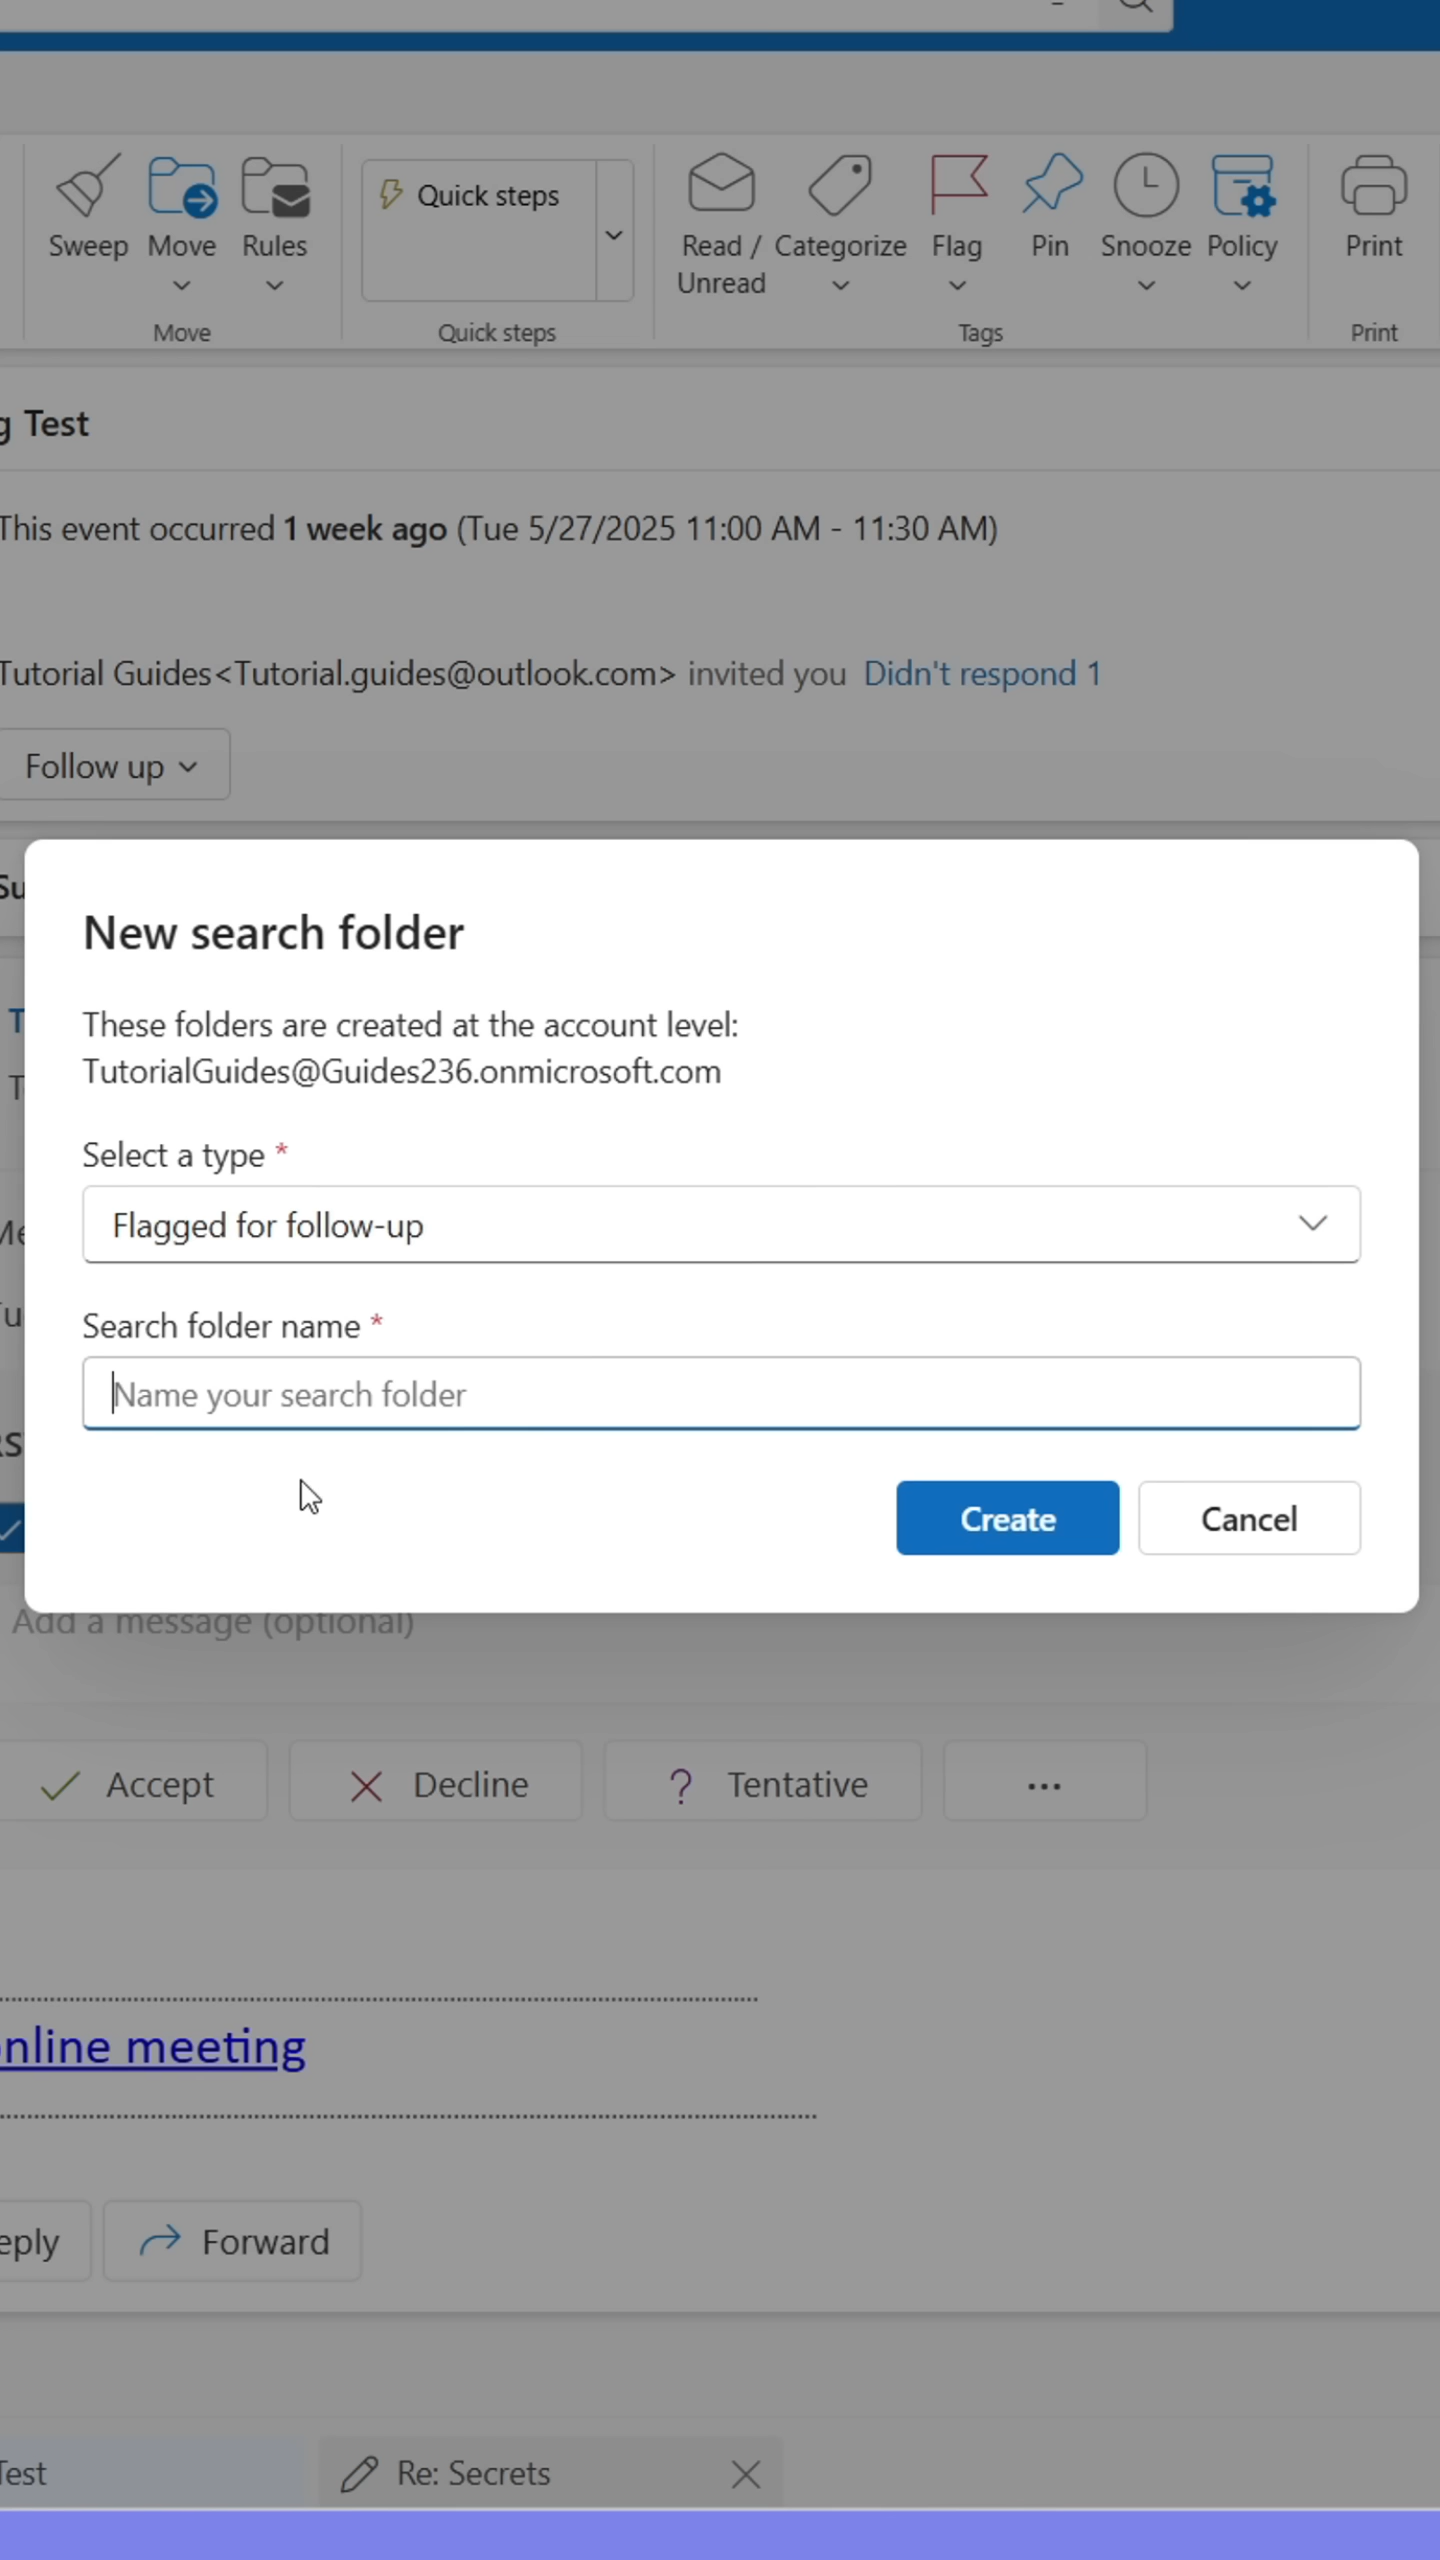 Sweep Move Rules
Quick steps
Read / Unread
Categorize Flag Pin Snooze Policy Print
Move Quick steps Tags Print
g Test
This event occurred 1 week ago (Tue 5/27/2025 11:00 AM - 11:30 AM)
Tutorial Guides<Tutorial.guides@outlook.com> invited you Didn't respond 1
Follow up
Su
New search folder
These folders are created at the account level:
TutorialGuides@Guides236.onmicrosoft.com
Select a type *
Flagged for follow-up
Search folder name *
Name your search folder
Create Cancel
Add a message (optional)
Accept Decline ? Tentative ...
nline meeting
eply Forward
Test Re: Secrets